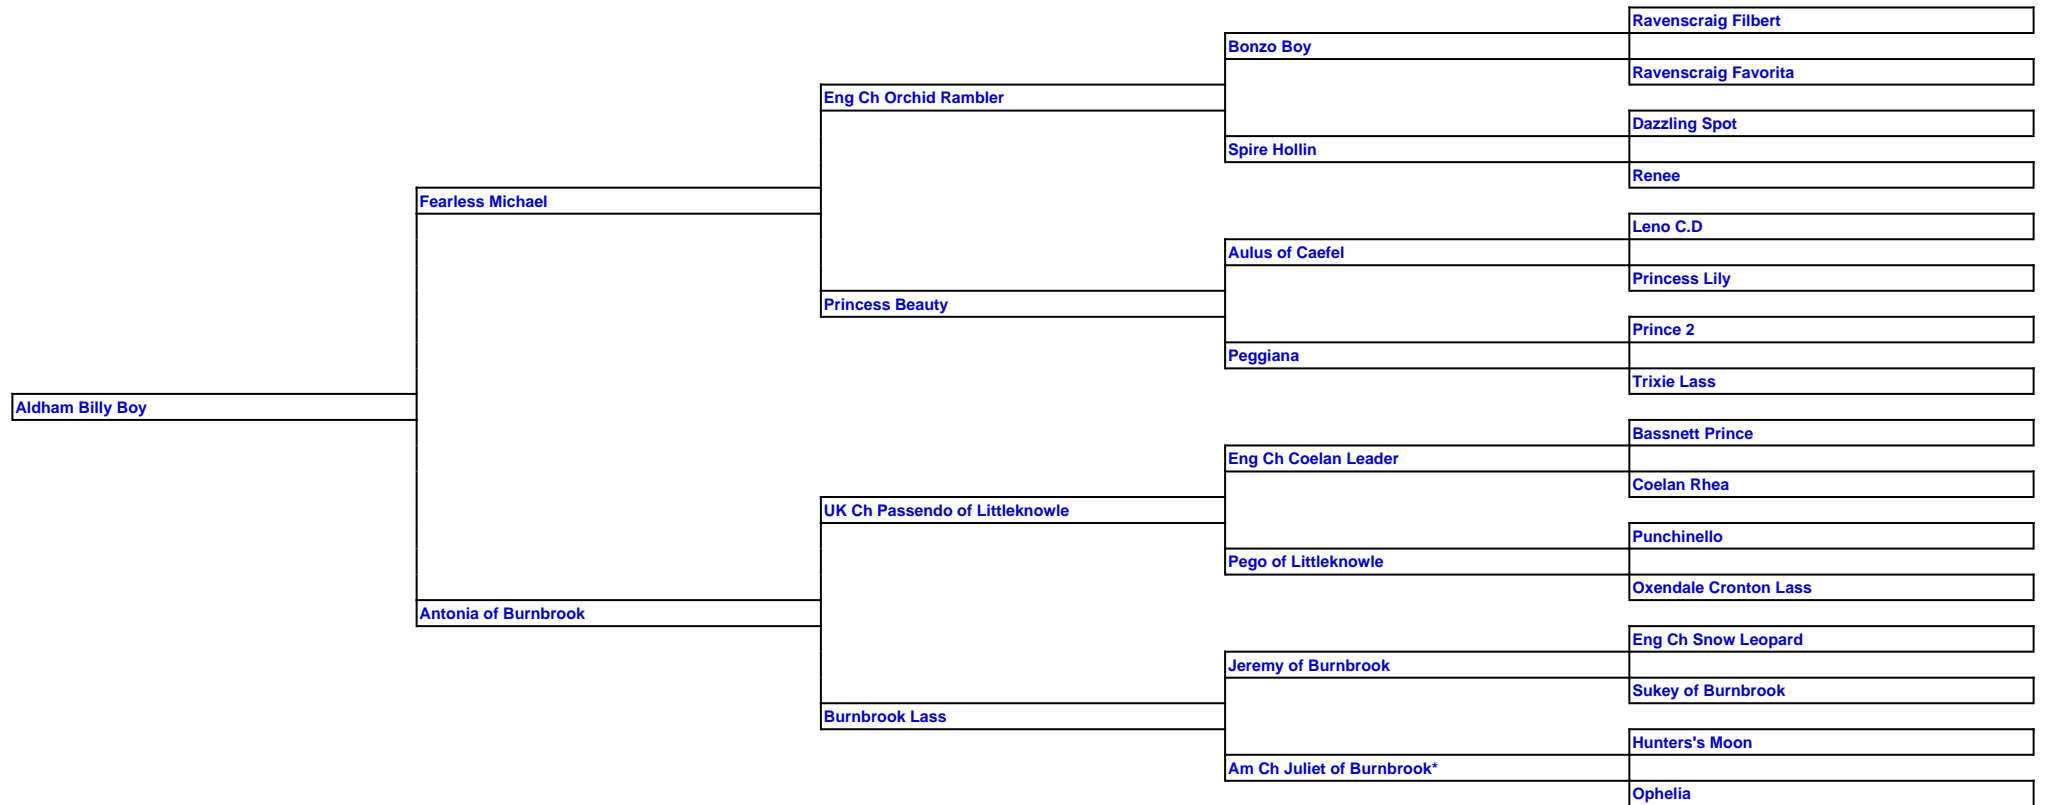 Ravenscraig Filbert
Bonzo Boy
Ravenscraig Favorita
Eng Ch Orchid Rambler
Dazzling Spot
Spire Hollin
Renee
Fearless Michael
Leno C.D
Aulus of Caefel
Princess Lily
Princess Beauty
Prince 2
Peggiana
Trixie Lass
Aldham Billy Boy
Bassnett Prince
Eng Ch Coelan Leader
Coelan Rhea
UK Ch Passendo of Littleknowle
Punchinello
Pego of Littleknowle
Oxendale Cronton Lass
Antonia of Burnbrook
Eng Ch Snow Leopard
Jeremy of Burnbrook
Sukey of Burnbrook
Burnbrook Lass
Hunters's Moon
Am Ch Juliet of Burnbrook*
Ophelia